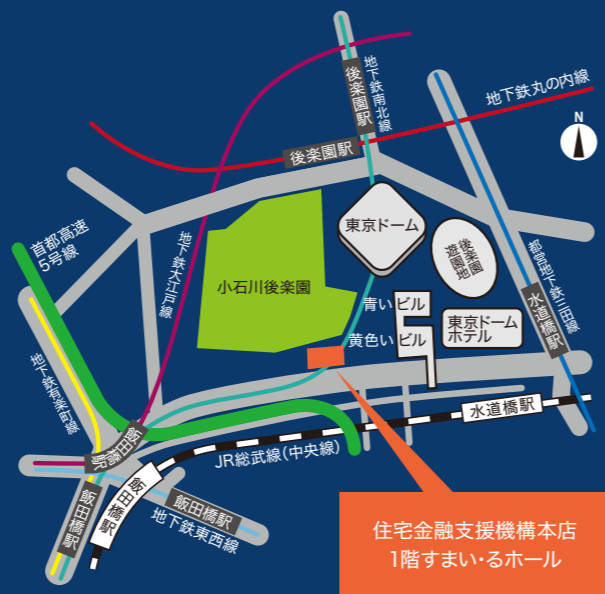 後楽園駅
地下鉄南北線
地下鉄丸の内線
N
後楽園駅
首都高速
5号線
地下鉄大江戸線
東京ドーム
後楽園
遊園地
都営地下鉄三田線
小石川後楽園
青いビル
黄色いビル
東京ドーム
ホテル
水道橋駅
地下鉄有楽町線
飯田橋駅
水道橋駅
JR総武線(中央線)
飯田橋駅
飯田橋駅
飯田橋駅
地下鉄東西線
住宅金融支援機構本店
1階すまい・るホール